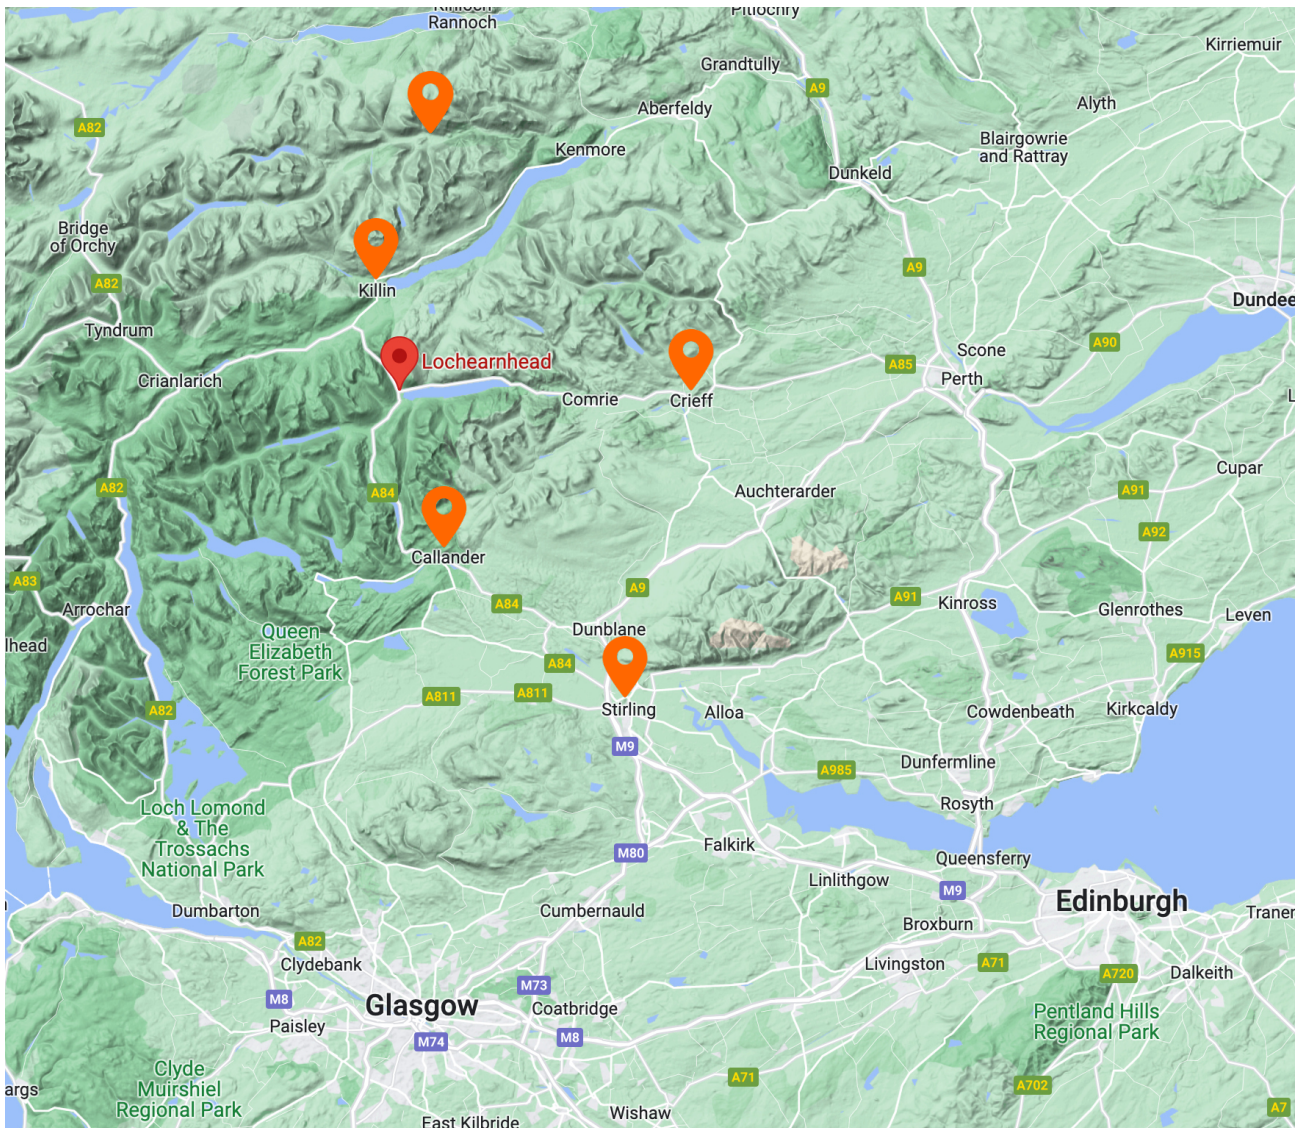 Kinloch
Rannoch
Pitlochry
Kirriemuir
Grandtully
A9
Alyth
Aberfeldy
A82
Blairgowrie
and Rattray
Kenmore
Dunkeld
Bridge
of Orchy
A9
A82
Killin
Dundee
Tyndrum
A90
Scone
Lochearnhead
A85
Perth
Crianlarich
Comrie
Crieff
Cupar
A82
A84
Auchterarder
A91
A92
Callander
A83
A9
A84
A91
Kinross
Arrochar
Glenrothes
Leven
Dunblane
Queen
Elizabeth
Forest Park
lhead
A915
A84
A811
A811
A82
Stirling
Alloa
Cowdenbeath
Kirkcaldy
M9
Dunfermline
A985
Rosyth
Loch Lomond
& The
Trossachs
National Park
Falkirk
M80
Queensferry
Linlithgow
M9
Edinburgh
Dumbarton
Cumbernauld
Traner
Broxburn
A82
Clydebank
Livingston
A71
A720
Dalkeith
M73
M8
Glasgow
Coatbridge
Paisley
Pentland Hills
Regional Park
M74
M8
Clyde
Muirshiel
Regional Park
A71
A702
args
A7
Wishaw
East Kilbride